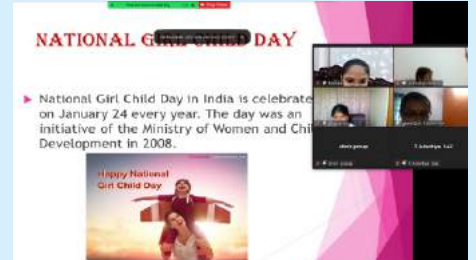 NATIONAL GIRL CHILD DAY
National Girl Child Day in India is celebrate
on January 24 every year. The day was an
initiative of the Ministry of Women and Chi
Development in 2008.
Happy National
Girl Child Day